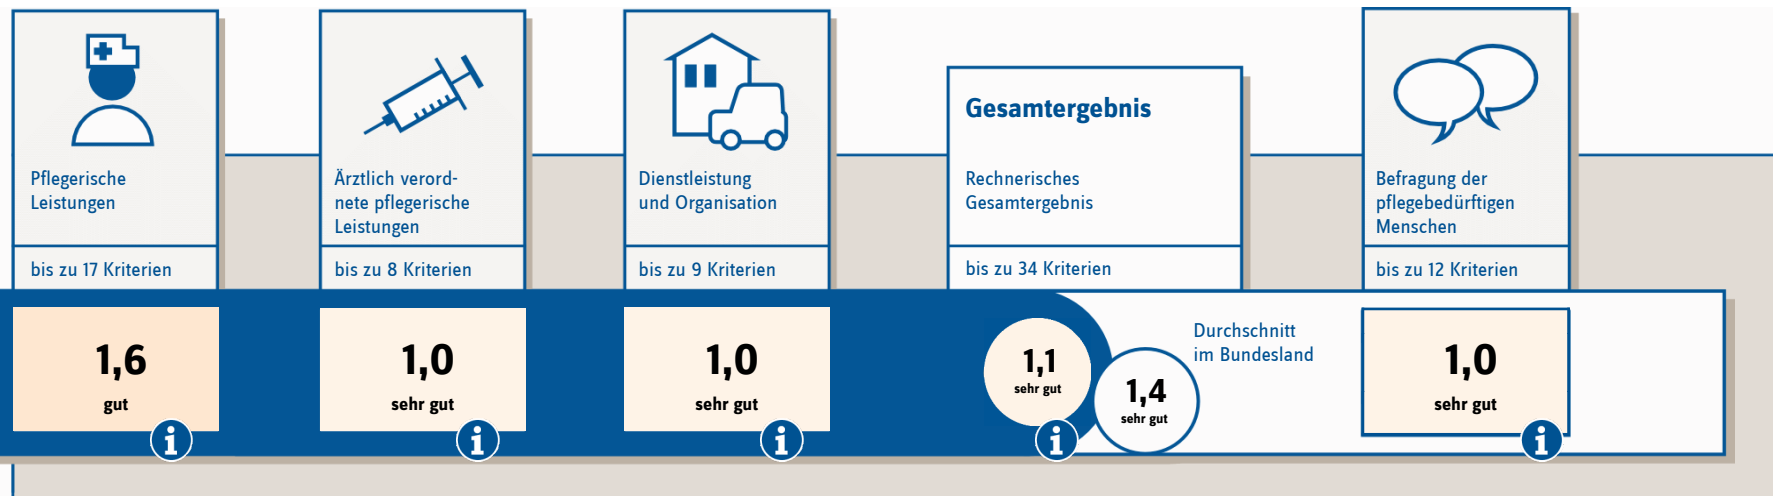 Pflegerische
Leistungen
bis zu 17 Kriterien
1,6
gut
Ärztlich verord-
nete pflegerische
Leistungen
bis zu 8 Kriterien
1,0
sehr gut
Dienstleistung
und Organisation
bis zu 9 Kriterien
1,0
sehr gut
Gesamtergebnis
Rechnerisches
Gesamtergebnis
bis zu 34 Kriterien
1,1
sehr gut
1,4
sehr gut
Durchschnitt
im Bundesland
Befragung der
pflegebedürftigen
Menschen
bis zu 12 Kriterien
1,0
sehr gut